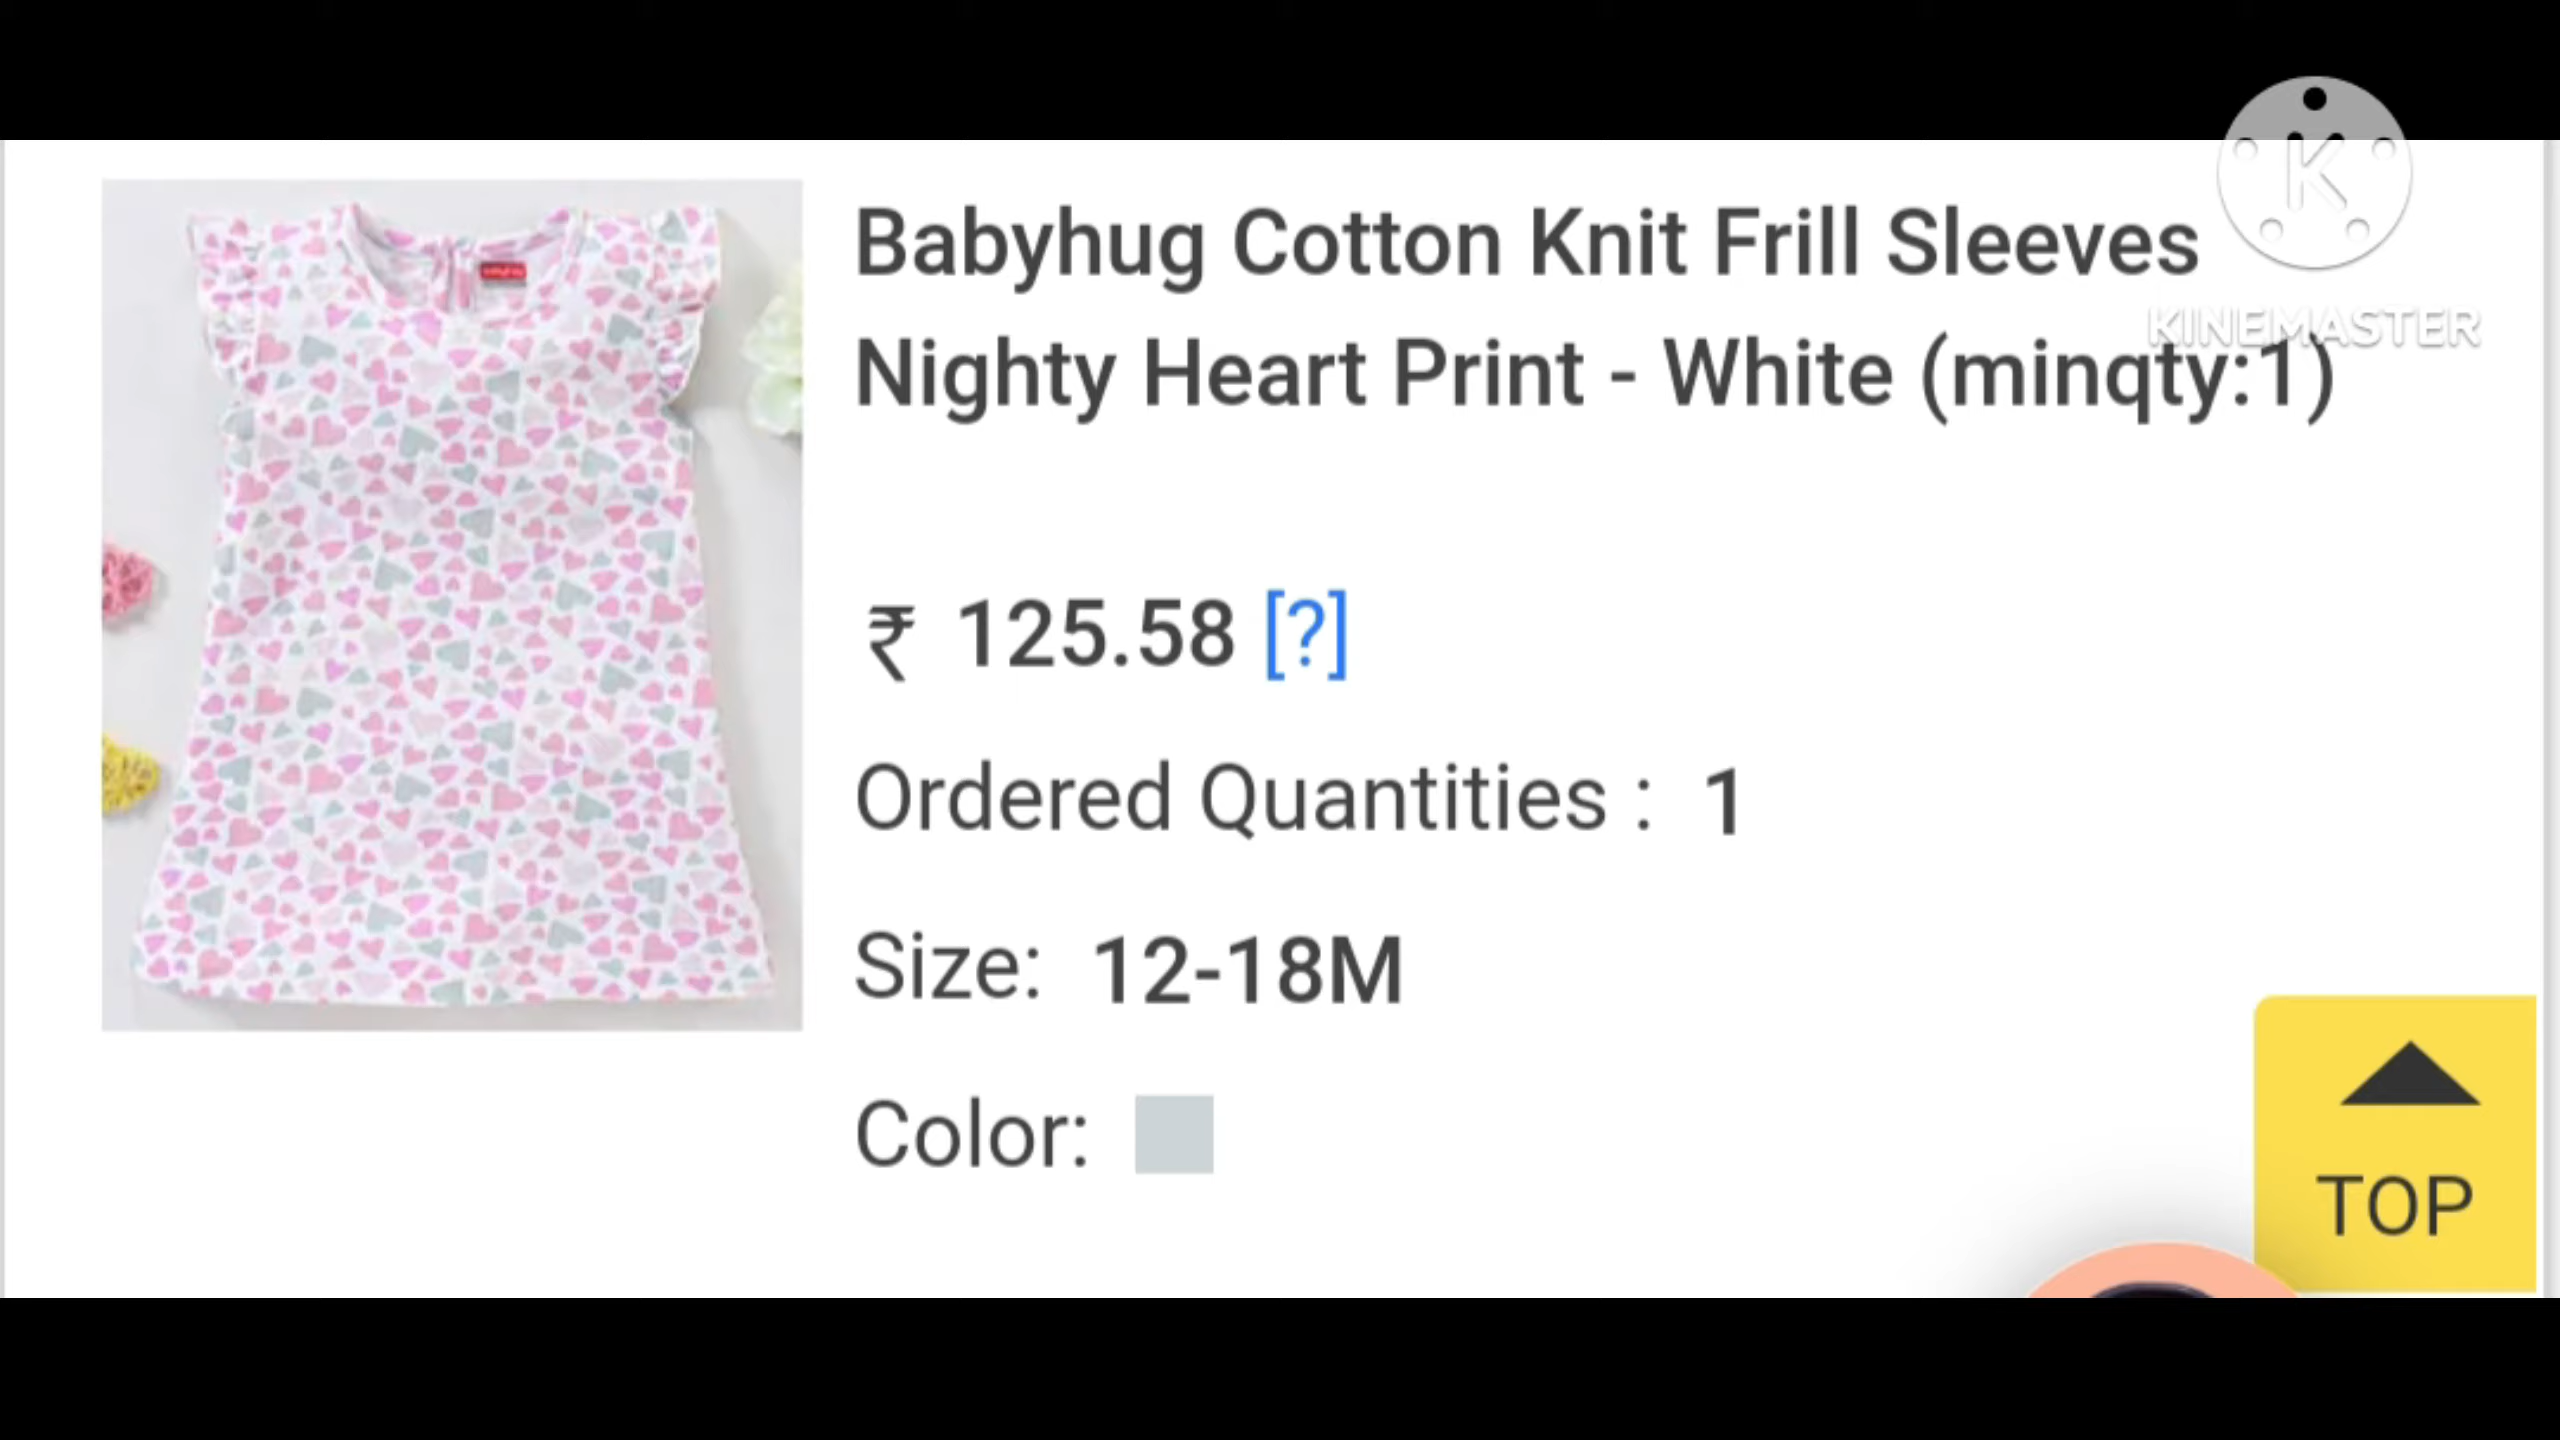 Babyhug Cotton Knit Frill Sleeves
Nighty Heart Print - White (minqty:1)
₹ 125.58 [?]
Ordered Quantities : 1
Size: 12-18M
Color:
TOP
K
KINEMASTER